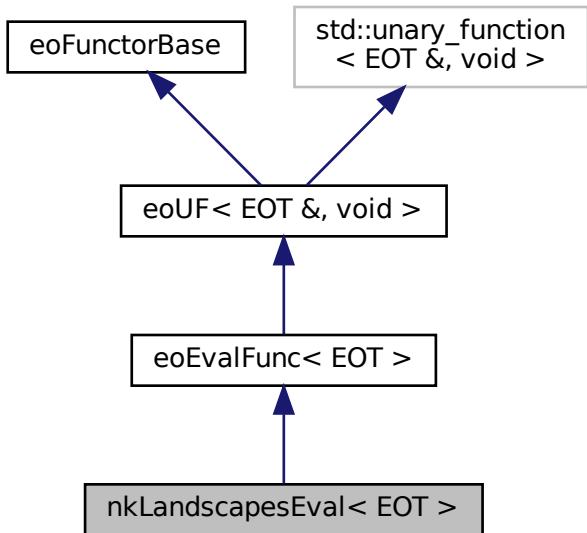 eoFunctorBase
std::unary_function
< EOT &, void >
eoUF< EOT &, void >
eoEvalFunc< EOT >
nkLandscapesEval< EOT >